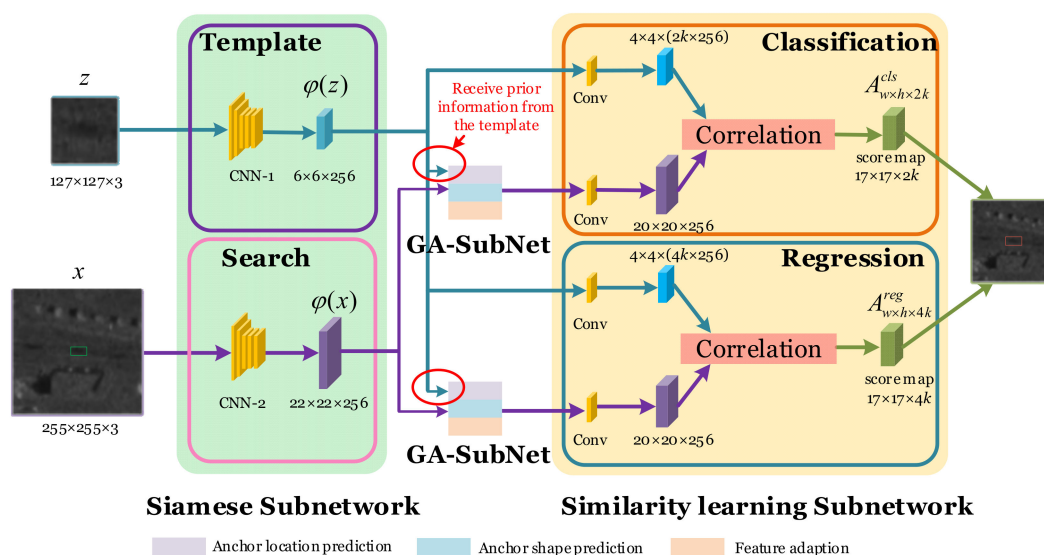 Template
z
φ(z)
127×127×3
CNN-1
6×6×256
Receive prior
information from
the template
GA-SubNet
Search
x
φ(x)
255×255×3
CNN-2
22×22×256
GA-SubNet
4×4×(2k×256)
Classification
Conv
Correlation
A^{cls}_{w×h×2k}
score map
17×17×2k
Conv
20×20×256
4×4×(4k×256)
Regression
Conv
Correlation
A^{reg}_{w×h×4k}
score map
17×17×4k
Conv
20×20×256
Siamese Subnetwork
Similarity learning Subnetwork
Anchor location prediction
Anchor shape prediction
Feature adaption